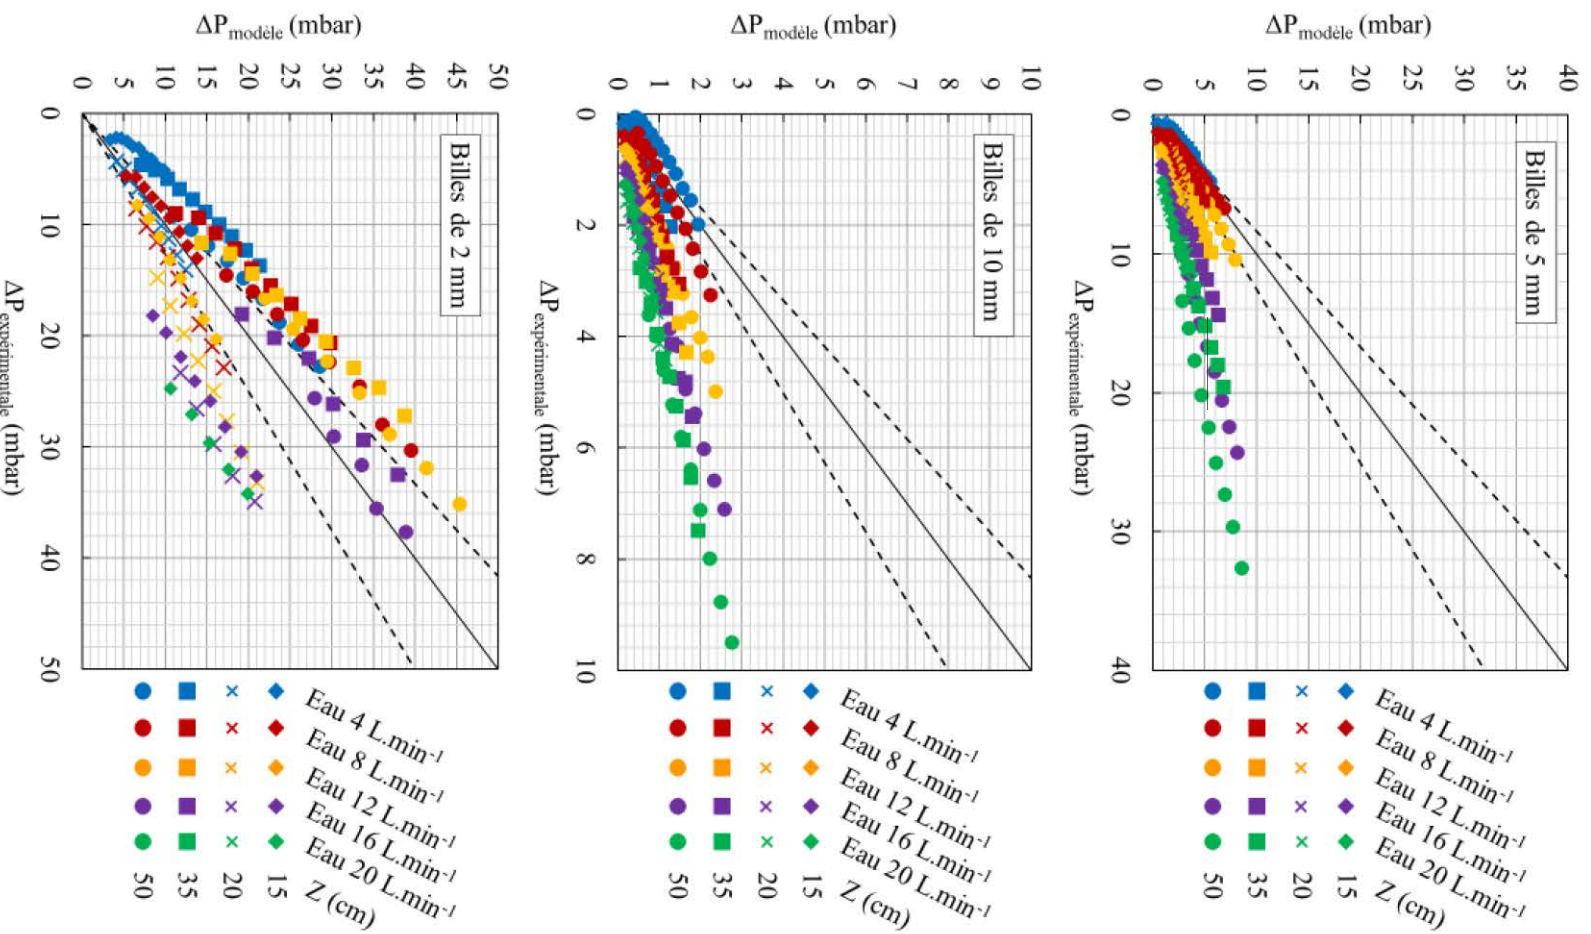 ΔPmodèle (mbar)
40
35
30
25
20
15
10
5
0
Billes de 5 mm
0
10
20
30
40
ΔPexpérimentale (mbar)
Eau 4 L.min-1
Eau 8 L.min-1
Eau 12 L.min-1
Eau 16 L.min-1
Eau 20 L.min-1
Z (cm)
15
20
35
50
ΔPmodèle (mbar)
10
9
8
7
6
5
4
3
2
1
0
Billes de 10 mm
0
2
4
6
8
10
ΔPexpérimentale (mbar)
Eau 4 L.min-1
Eau 8 L.min-1
Eau 12 L.min-1
Eau 16 L.min-1
Eau 20 L.min-1
Z (cm)
15
20
35
50
ΔPmodèle (mbar)
50
45
40
35
30
25
20
15
10
5
0
Billes de 2 mm
0
10
20
30
40
50
ΔPexpérimentale (mbar)
Eau 4 L.min-1
Eau 8 L.min-1
Eau 12 L.min-1
Eau 16 L.min-1
Eau 20 L.min-1
Z (cm)
15
20
35
50